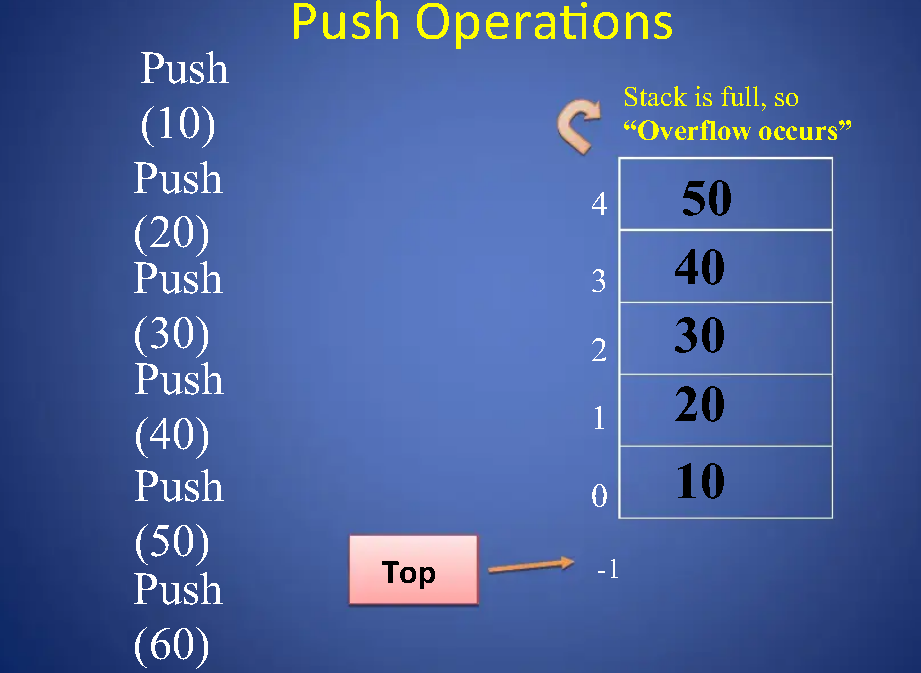 Push Operations
Push
(10)
Push
(20)
Push
(30)
Push
(40)
Push
(50)
Push
(60)
Stack is full, so
“Overflow occurs”
4 50
3 40
2 30
1 20
0 10
Top -1